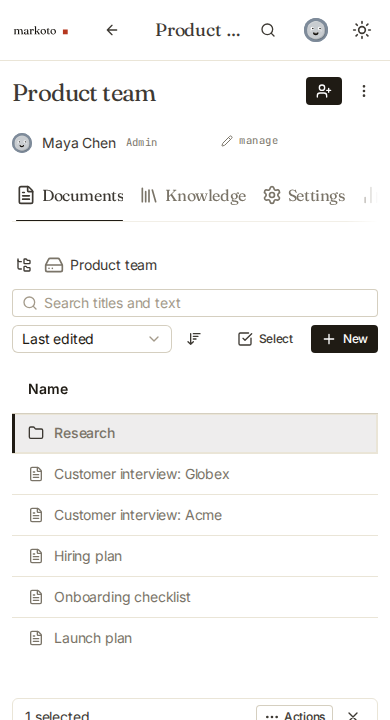 markoto
Product ...
Product team
Maya Chen Admin manage
Documents Knowledge Settings
Product team
Search titles and text
Last edited Select New
Name
Research
Customer interview: Globex
Customer interview: Acme
Hiring plan
Onboarding checklist
Launch plan
1 selected Actions